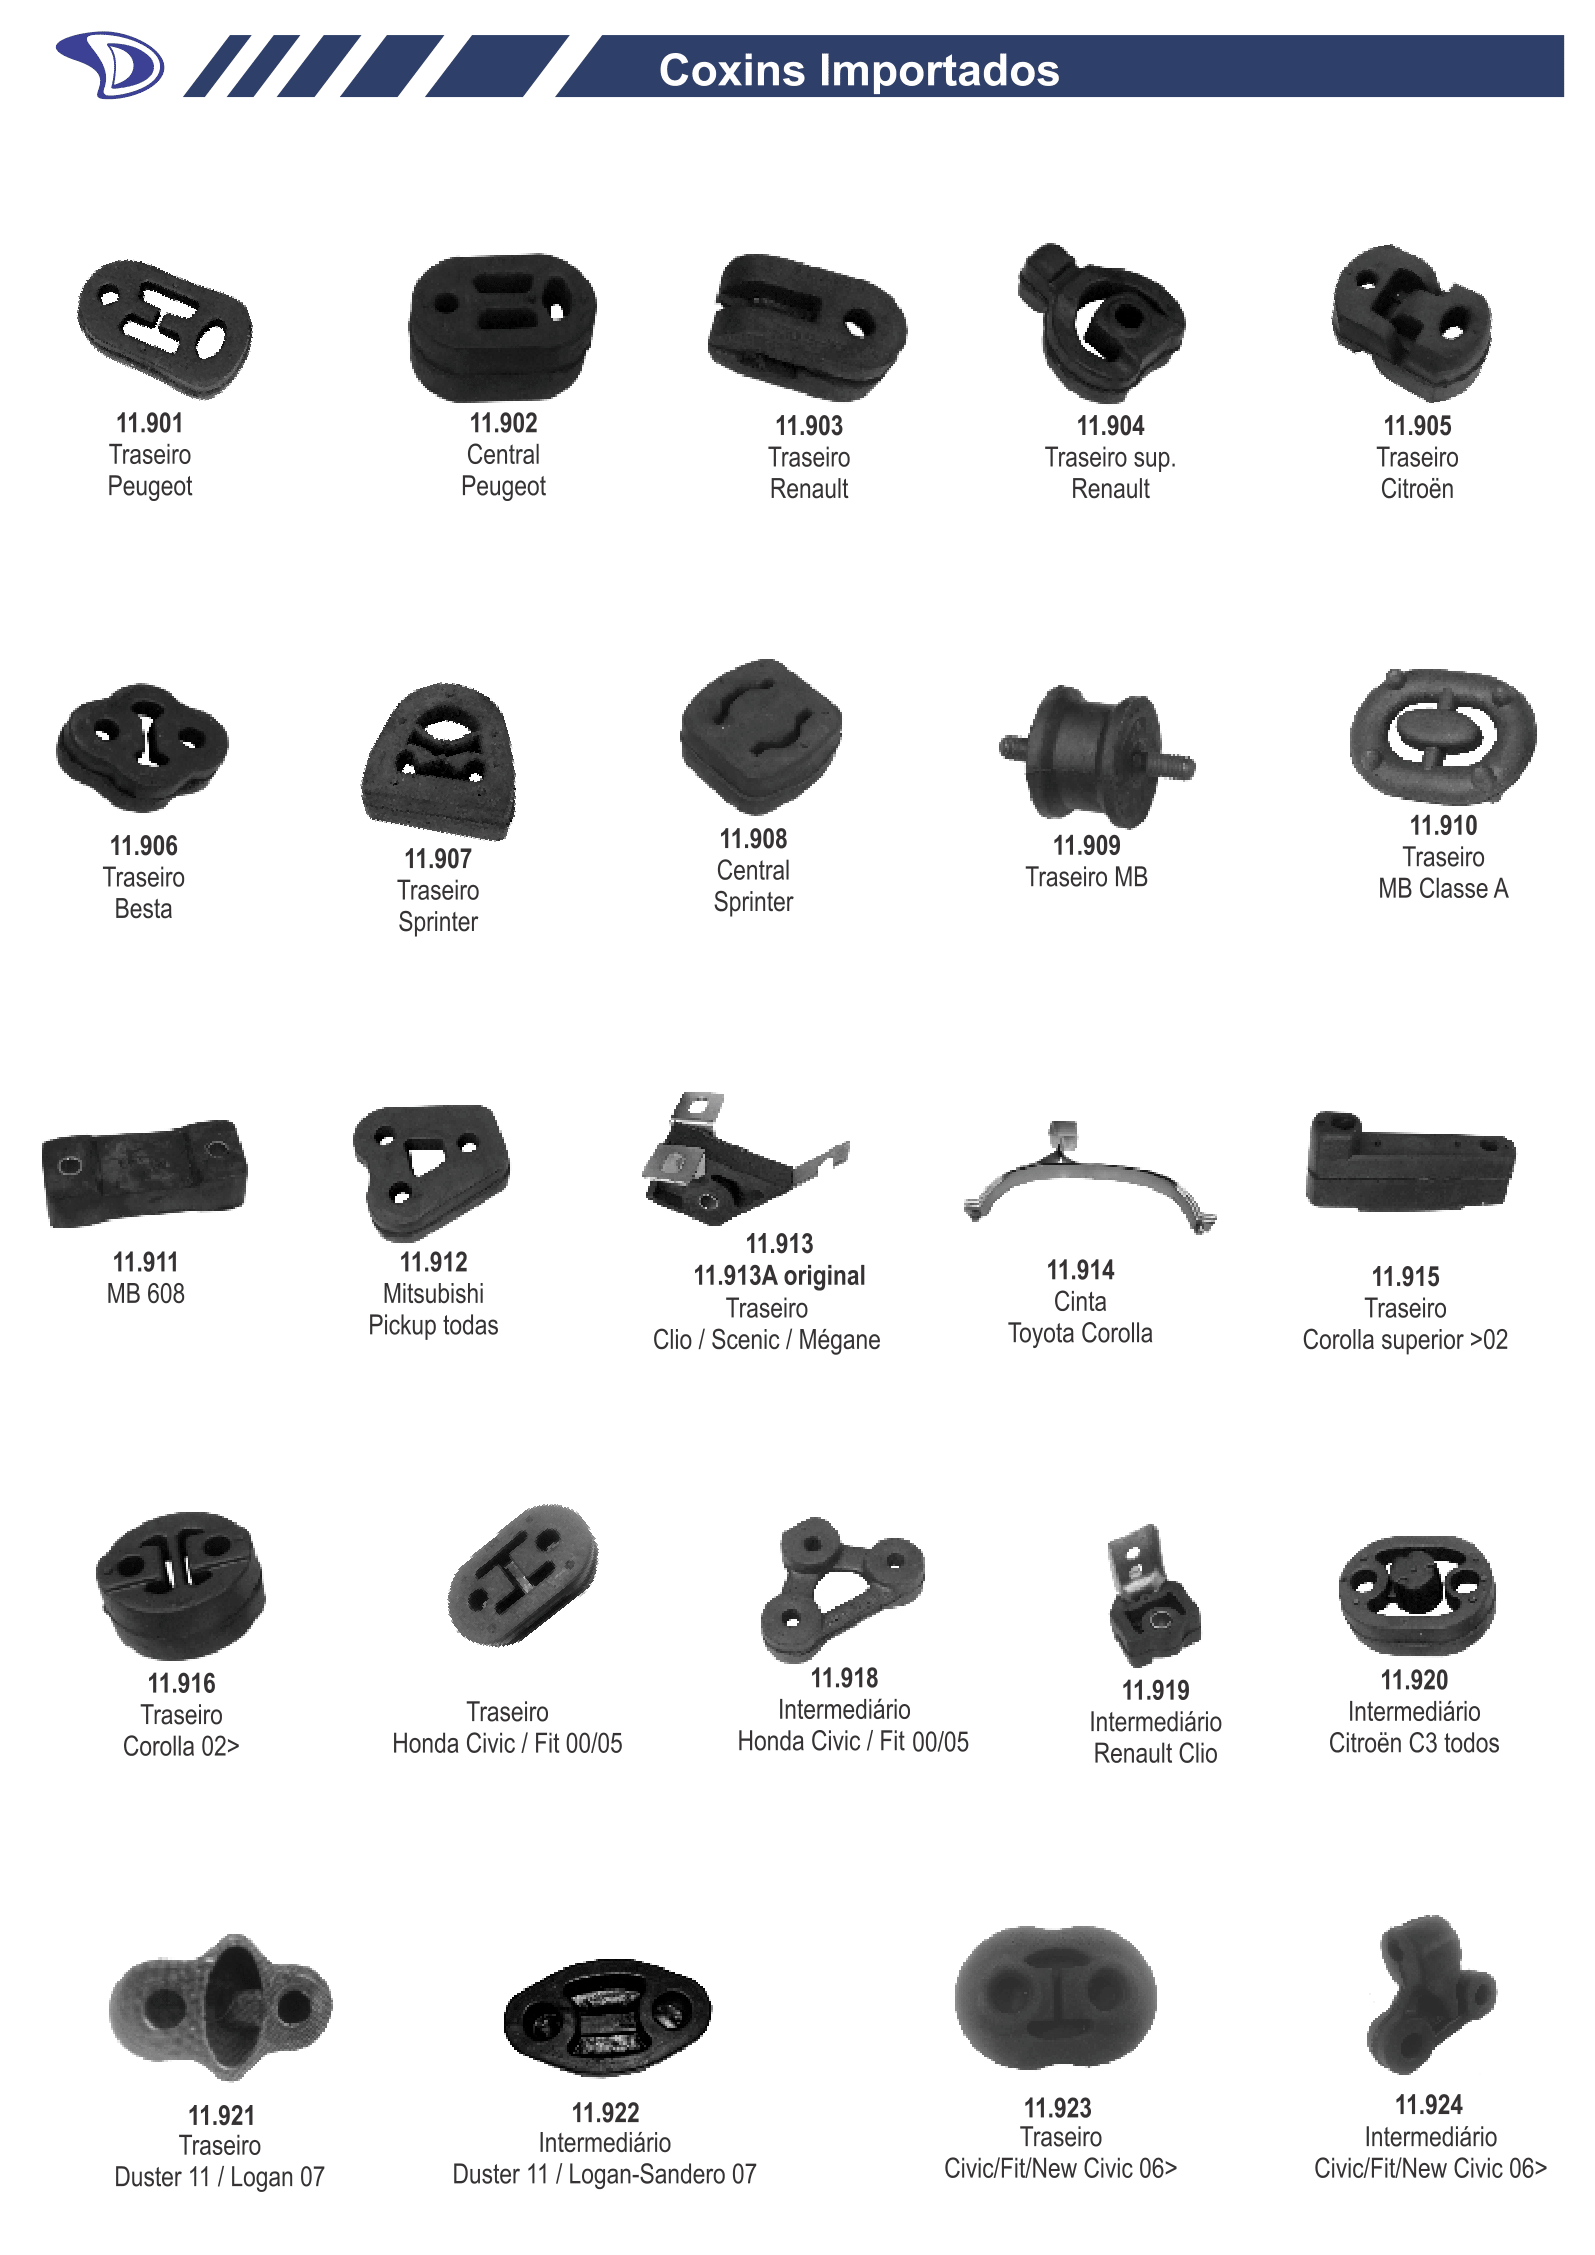 Coxins Importados
11.901
Traseiro
Peugeot
11.902
Central
Peugeot
11.903
Traseiro
Renault
11.904
Traseiro sup.
Renault
11.905
Traseiro
Citroën
11.906
Traseiro
Besta
11.907
Traseiro
Sprinter
11.908
Central
Sprinter
11.909
Traseiro MB
11.910
Traseiro
MB Classe A
11.911
MB 608
11.912
Mitsubishi
Pickup todas
11.913
11.913A original
Traseiro
Clio / Scenic / Mégane
11.914
Cinta
Toyota Corolla
11.915
Traseiro
Corolla superior >02
11.916
Traseiro
Corolla 02>
Traseiro
Honda Civic / Fit 00/05
11.918
Intermediário
Honda Civic / Fit 00/05
11.919
Intermediário
Renault Clio
11.920
Intermediário
Citroën C3 todos
11.921
Traseiro
Duster 11 / Logan 07
11.922
Intermediário
Duster 11 / Logan-Sandero 07
11.923
Traseiro
Civic/Fit/New Civic 06>
11.924
Intermediário
Civic/Fit/New Civic 06>